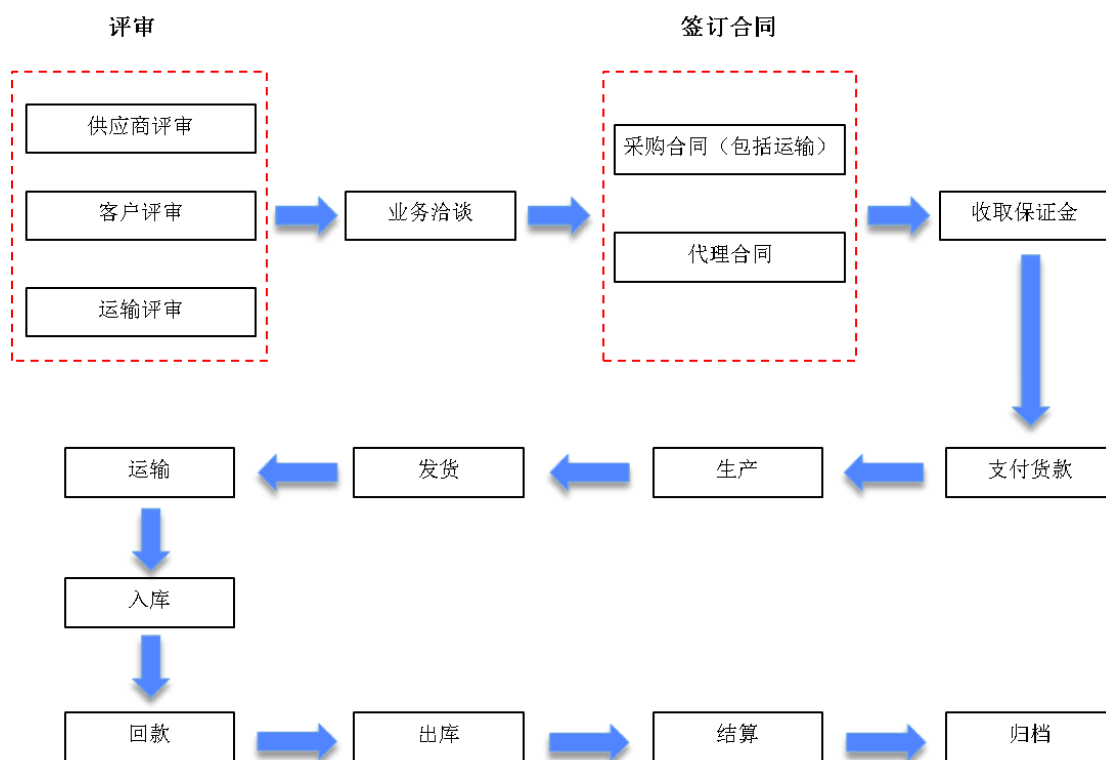 评审
签订合同
供应商评审
客户评审
运输评审
业务洽谈
采购合同（包括运输）
代理合同
收取保证金
支付货款
生产
发货
运输
入库
回款
出库
结算
归档